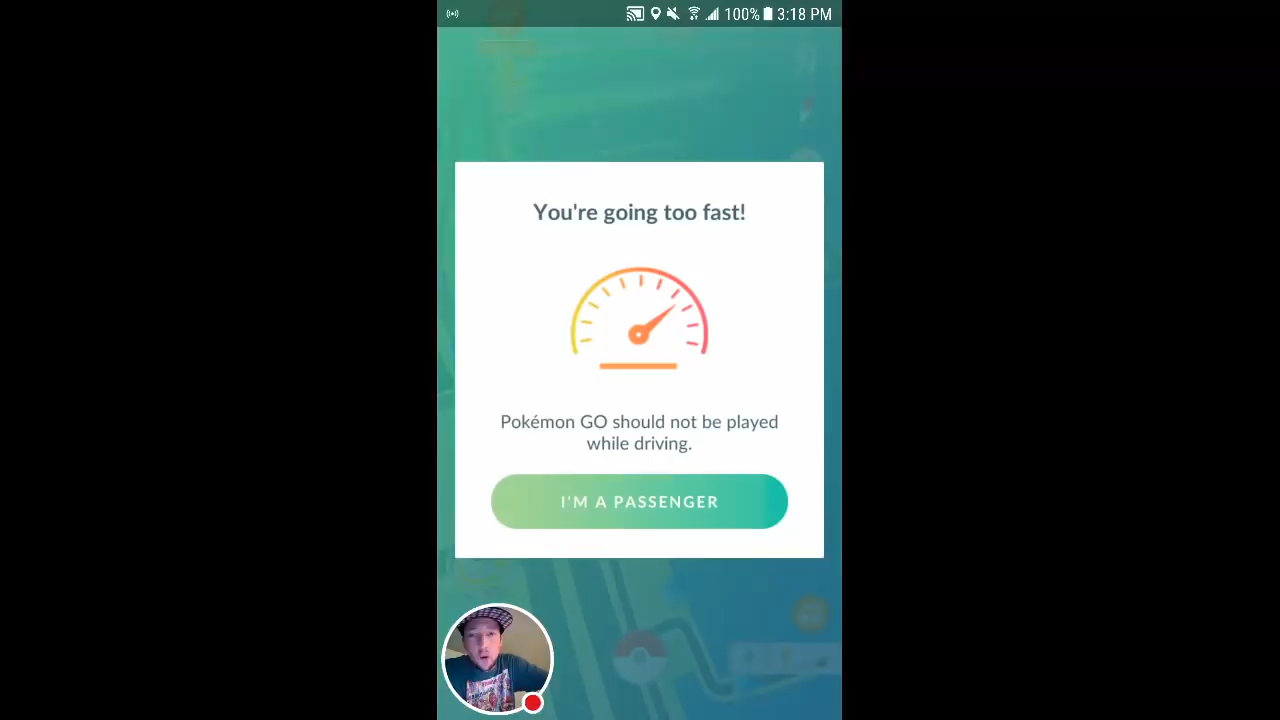 100% 3:18 PM
You're going too fast!
Pokémon GO should not be played
while driving.
I'M A PASSENGER